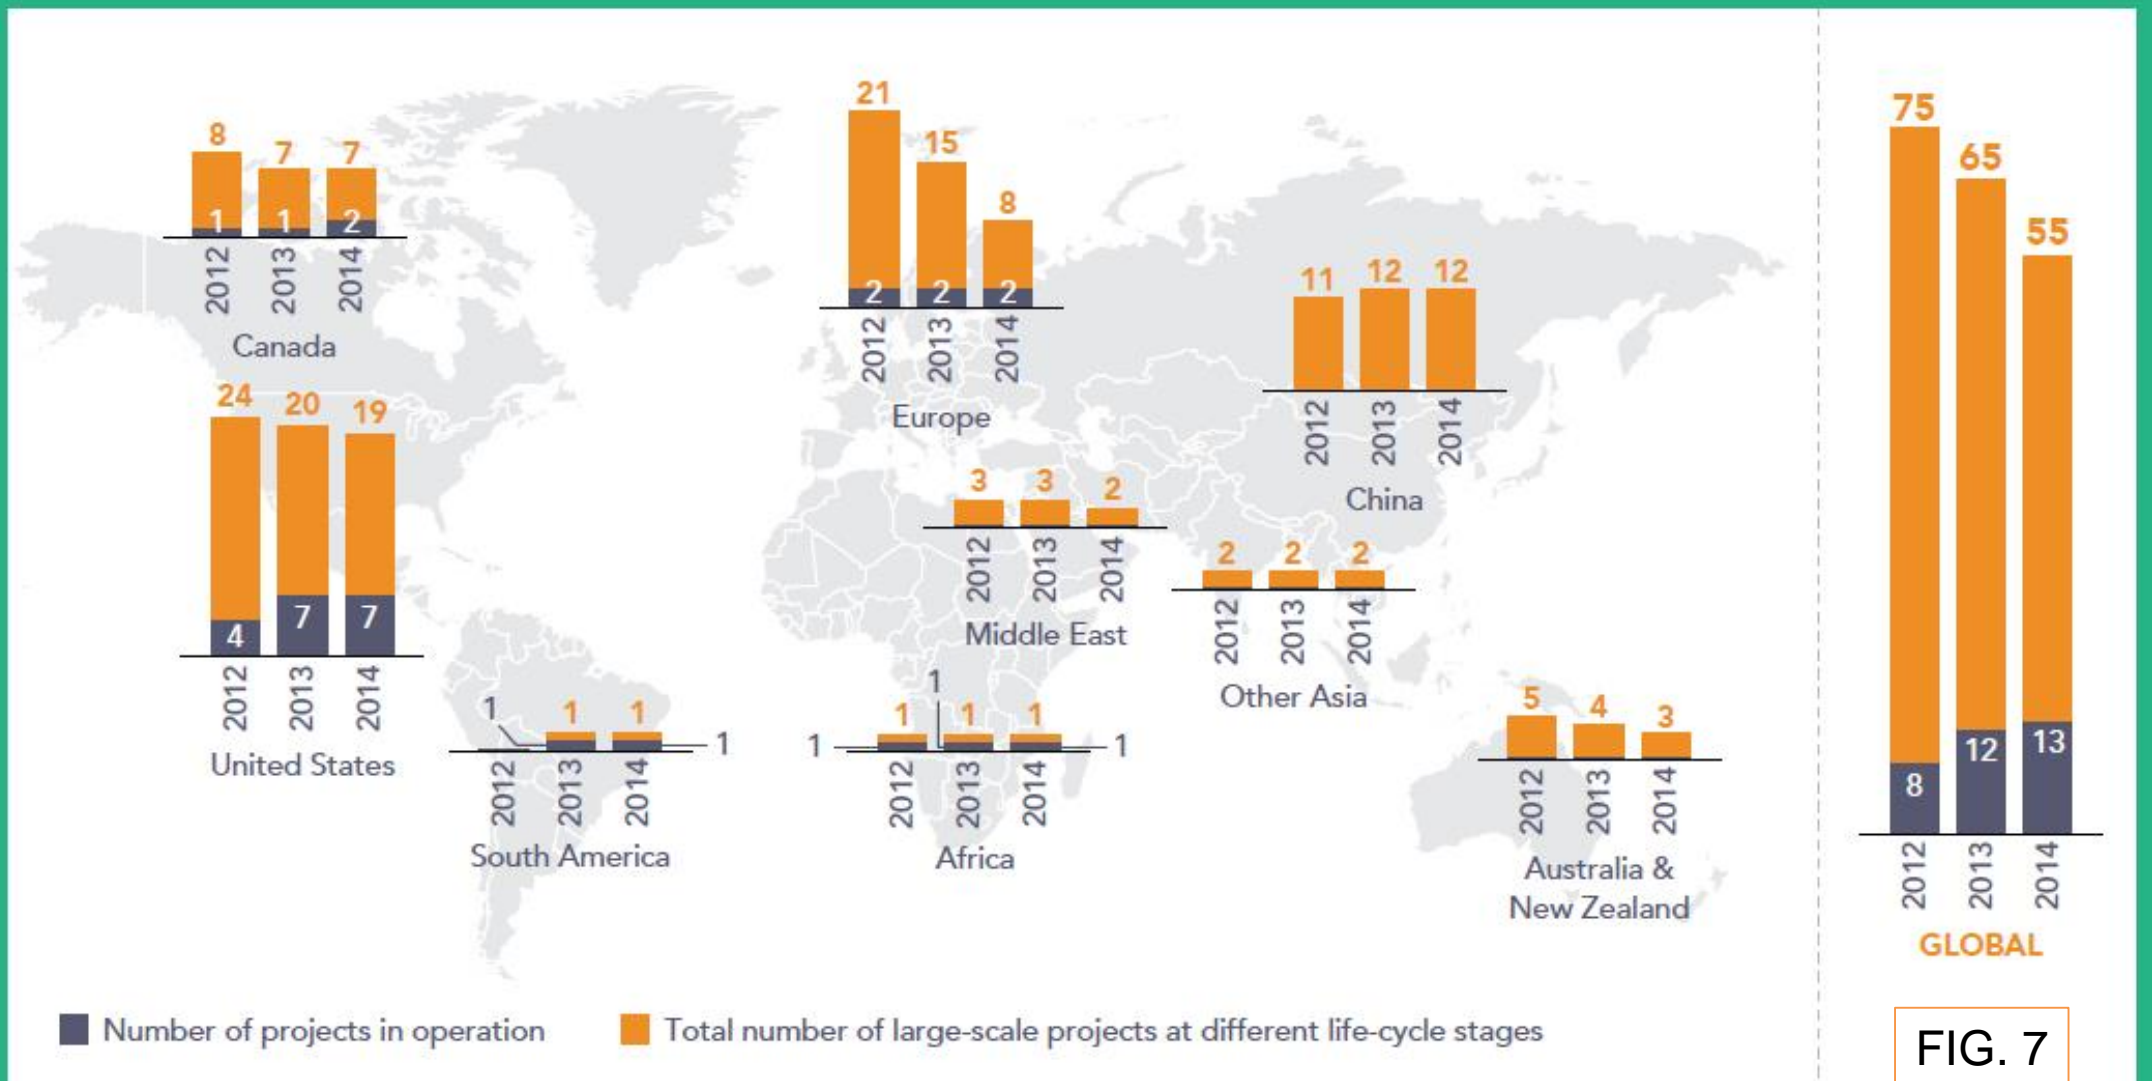 8 7 7
1 1 2
2012 2013 2014
Canada
24 20 19
4 7 7
2012 2013 2014
United States
1 1 1 1
2012 2013 2014
South America
21 15 8
2 2 2
2012 2013 2014
Europe
3 3 2
2012 2013 2014
Middle East
1
1 1 1
1 1
2012 2013 2014
Africa
11 12 12
2012 2013 2014
China
2 2 2
2012 2013 2014
Other Asia
5 4 3
2012 2013 2014
Australia &
New Zealand
75 65 55
8 12 13
2012 2013 2014
GLOBAL
Number of projects in operation
Total number of large-scale projects at different life-cycle stages
FIG. 7